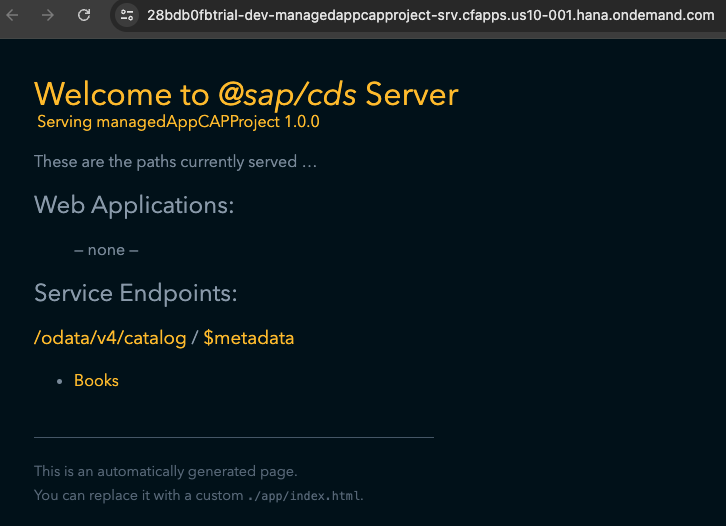 28bdb0fbtrial-dev-managedappcapproject-srv.cfapps.us10-001.hana.ondemand.com
Welcome to @sap/cds Server
Serving managedAppCAPProject 1.0.0
These are the paths currently served …
Web Applications:
– none –
Service Endpoints:
/odata/v4/catalog / $metadata
• Books
This is an automatically generated page.
You can replace it with a custom ./app/index.html.